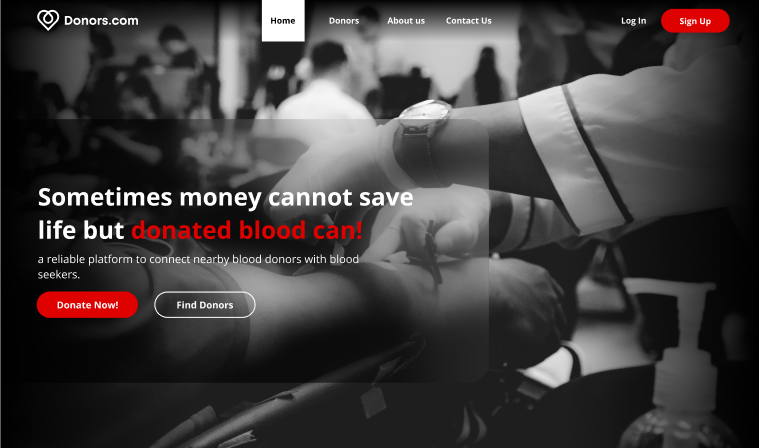 Donors.com
Home
Donors
About us
Contact Us
Log In
Sign Up
Sometimes money cannot save
life but donated blood can!
a reliable platform to connect nearby blood donors with blood
seekers.
Donate Now!
Find Donors